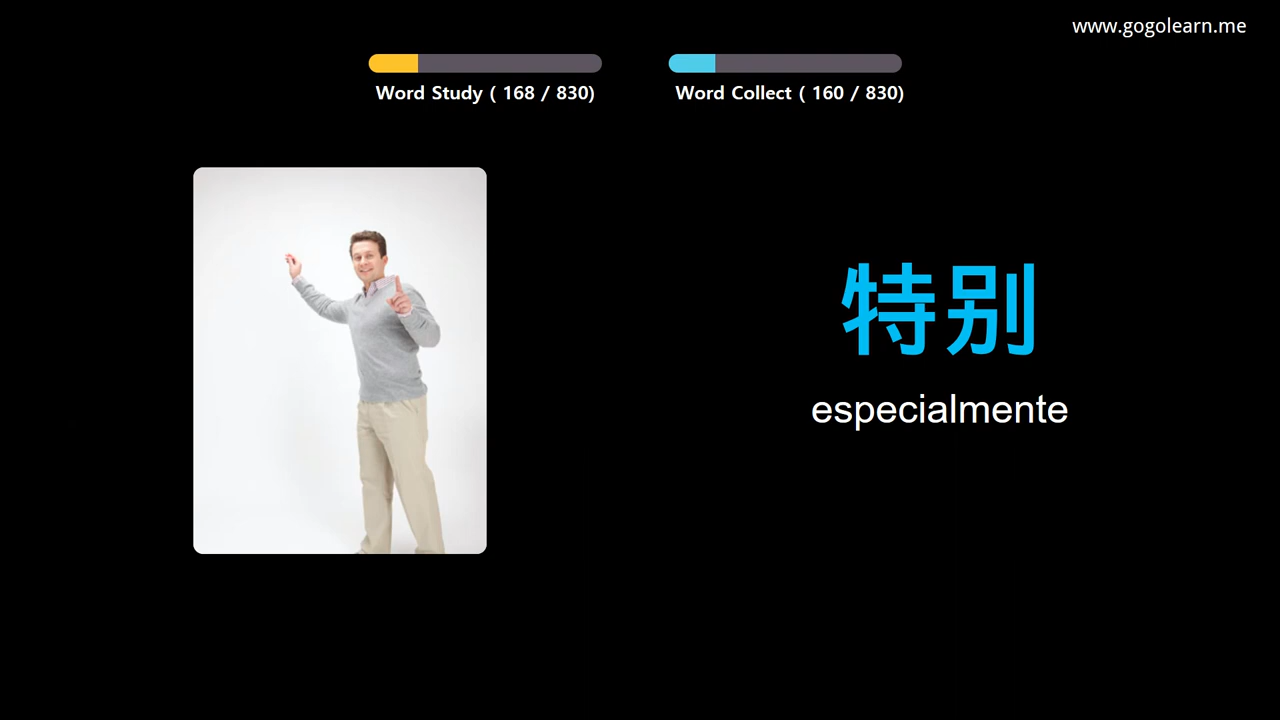 www.gogolearn.me
Word Study ( 168 / 830)
Word Collect ( 160 / 830)
特别
especialmente